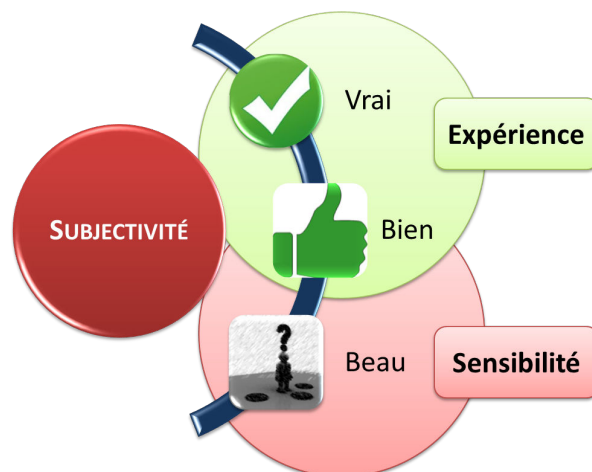 Vrai
Expérience
SUBJECTIVITÉ
Bien
?
Beau
Sensibilité